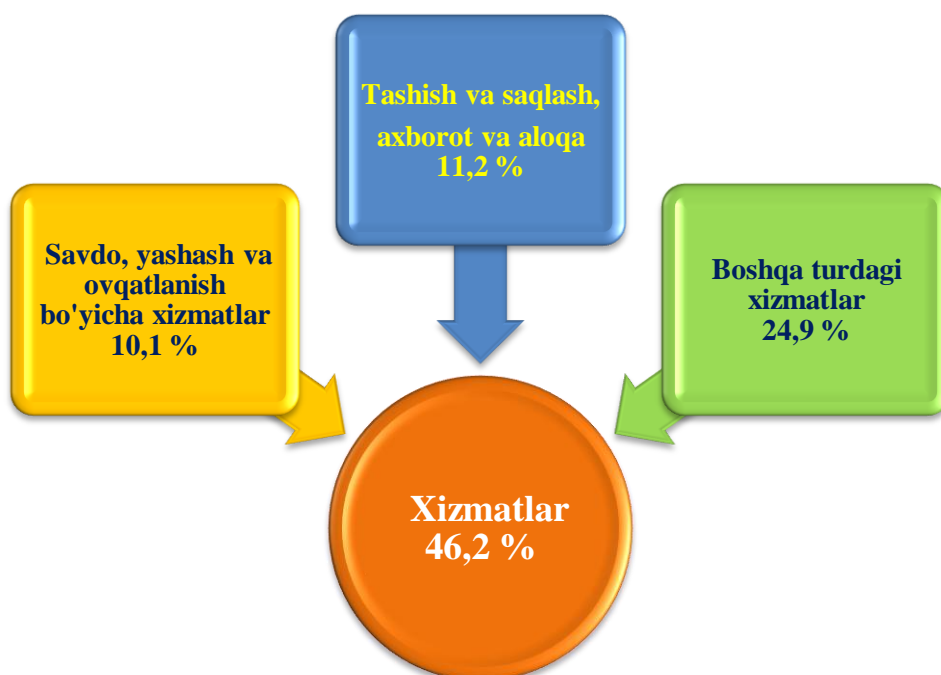 Tashish va saqlash,
axborot va aloqa
11,2 %
Savdo, yashash va
ovqatlanish
bo'yicha xizmatlar
10,1 %
Boshqa turdagi
xizmatlar
24,9 %
Xizmatlar
46,2 %